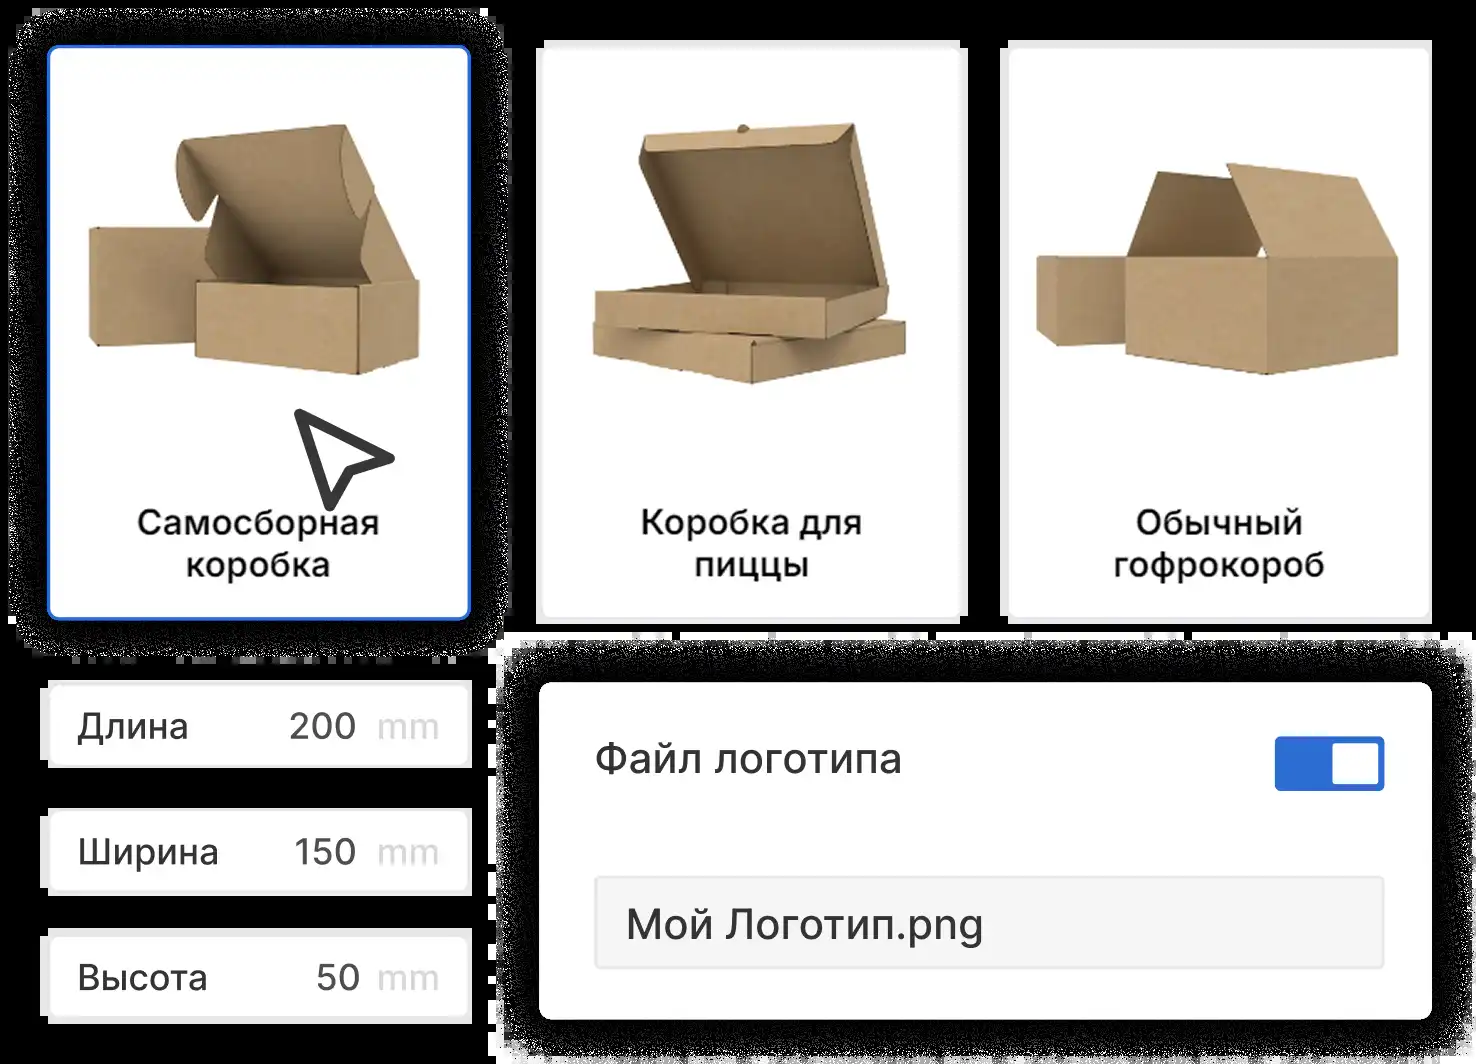 Самосборная
коробка
Коробка для
пиццы
Обычный
гофрокороб
Длина 200 mm
Ширина 150 mm
Высота 50 mm
Файл логотипа
Мой Логотип.png